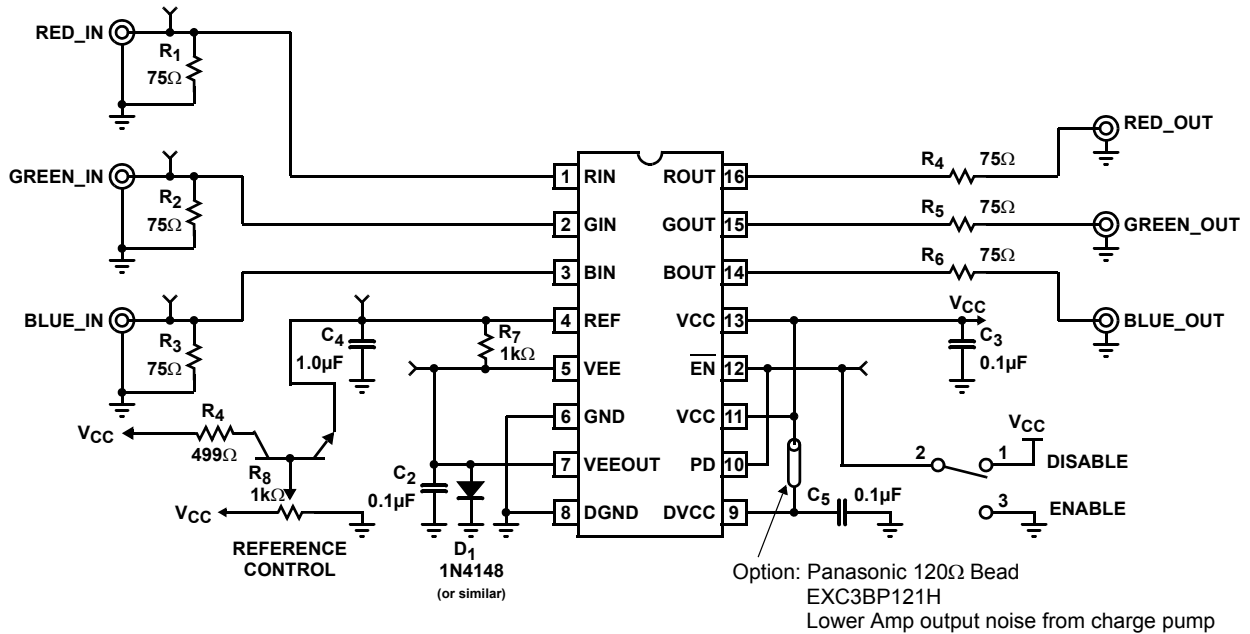 RED_IN
R1
75Ω
GREEN_IN
R2
75Ω
BLUE_IN
R3
75Ω
VCC
R4
499Ω
R8
1kΩ
VCC
REFERENCE
CONTROL
C4
1.0µF
R7
1kΩ
C2
0.1µF
D1
1N4148
(or similar)
1 RIN ROUT 16
2 GIN GOUT 15
3 BIN BOUT 14
4 REF VCC 13
5 VEE EN 12
6 GND VCC 11
7 VEEOUT PD 10
8 DGND DVCC 9
R4 75Ω
RED_OUT
R5 75Ω
GREEN_OUT
R6 75Ω
BLUE_OUT
VCC
C3
0.1µF
VCC
2 1 DISABLE
3 ENABLE
C5 0.1µF
Option: Panasonic 120Ω Bead
EXC3BP121H
Lower Amp output noise from charge pump